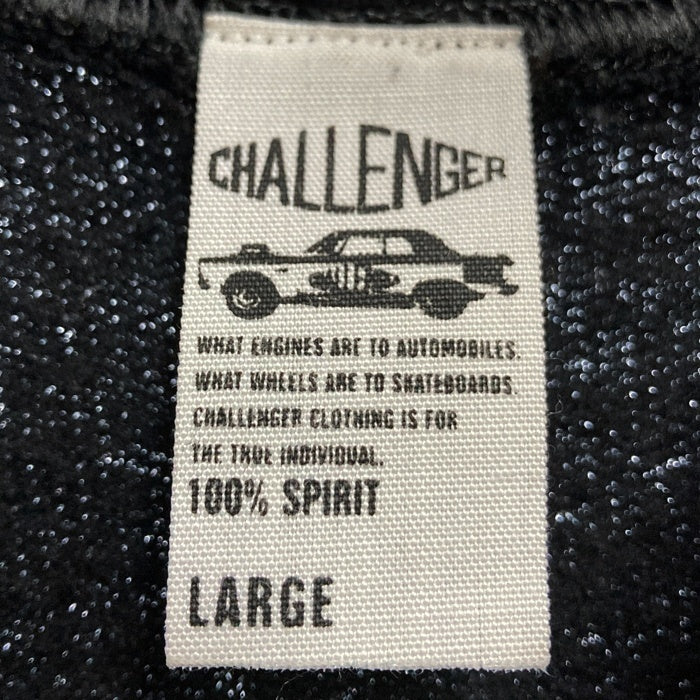 CHALLENGER
WHAT ENGINES ARE TO AUTOMOBILES.
WHAT WHEELS ARE TO SKATEBOARDS.
CHALLENGER CLOTHING IS FOR
THE TRUE INDIVIDUAL.
100% SPIRIT
LARGE